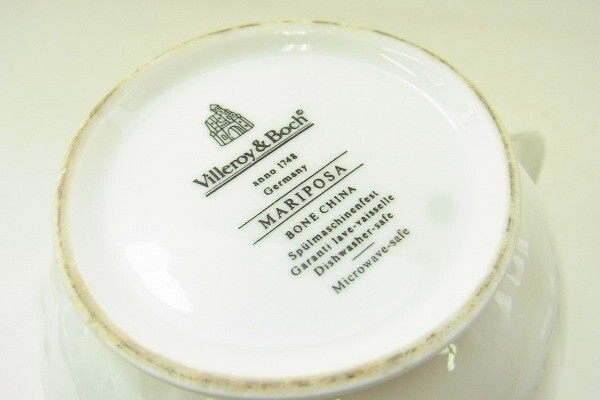 Villeroy & Boch©
anno 1748
Germany
MARIPOSA
BONE CHINA
Spülmaschinenfest
Garanti lave-vaisselle
Dishwasher-safe
Microwave-safe